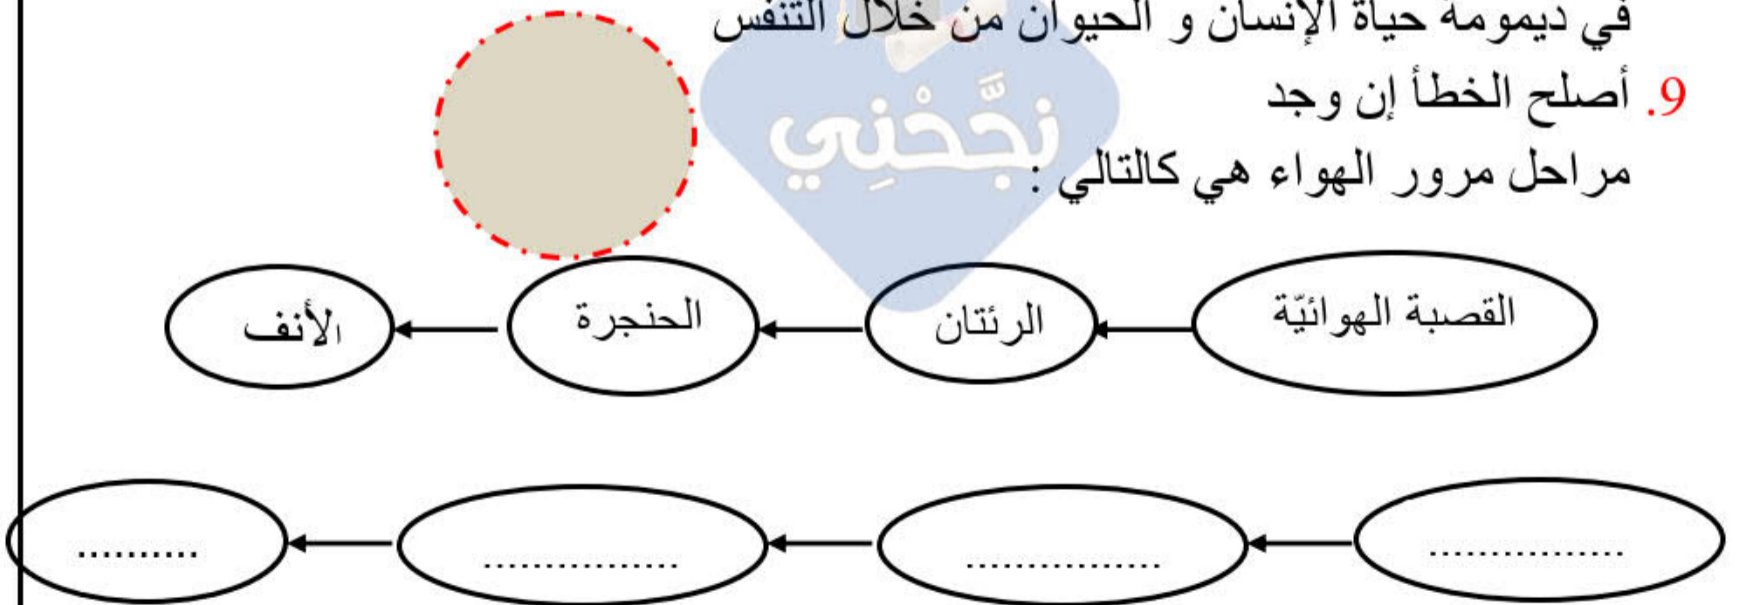 في ديمومة حياة الإنسان و الحيوان من خلال التنفس
9. أصلح الخطأ إن وجد
مراحل مرور الهواء هي كالتالي :
نجَّحْنِي
القصبة الهوائيّة الرئتان الحنجرة الأنف
................ ................ ................ ..........